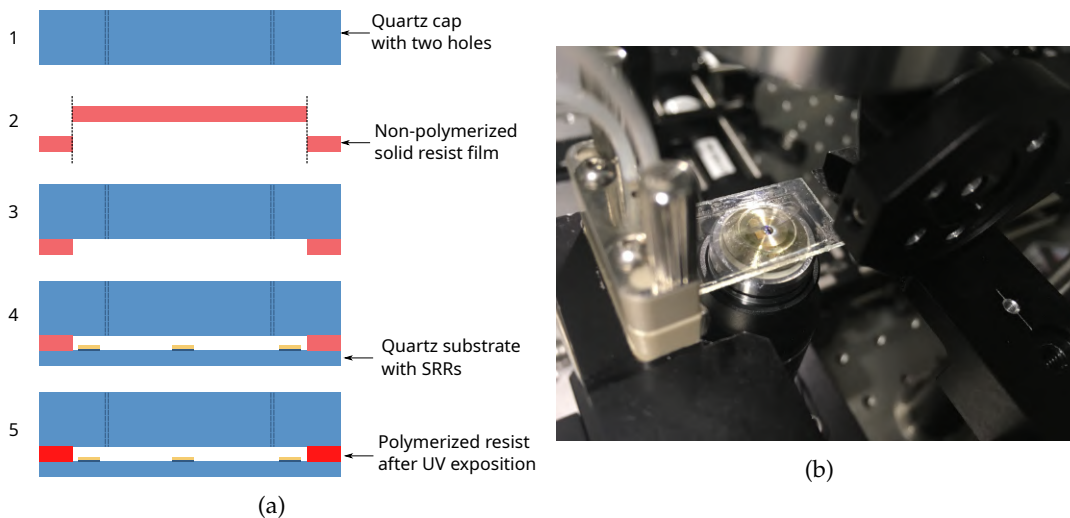 1
Quartz cap
with two holes
2
Non-polymerized
solid resist film
3
4
Quartz substrate
with SRRs
5
Polymerized resist
after UV exposition
(a)
(b)